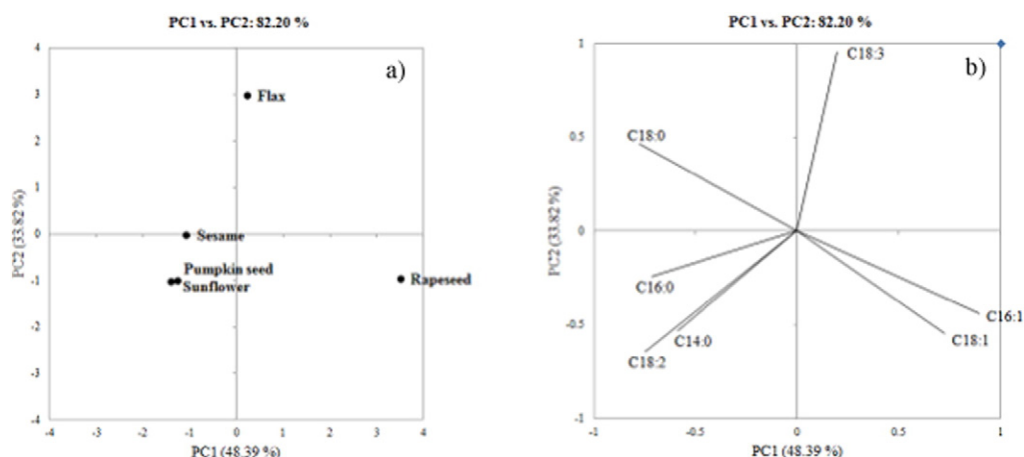 PC1 vs. PC2: 82.20 %
a)
4
3
2
1
0
-1
-2
-3
-4
Flax
Sesame
Pumpkin seed
Sunflower
Rapeseed
PC2 (33.82 %)
-4 -3 -2 -1 0 1 2 3 4
PC1 (48.39 %)
PC1 vs. PC2: 82.20 %
b)
1
0.5
0
-0.5
-1
C18:3
C18:0
C16:0
C14:0
C18:2
C16:1
C18:1
PC2 (33.82 %)
-1 -0.5 0 0.5 1
PC1 (48.39 %)